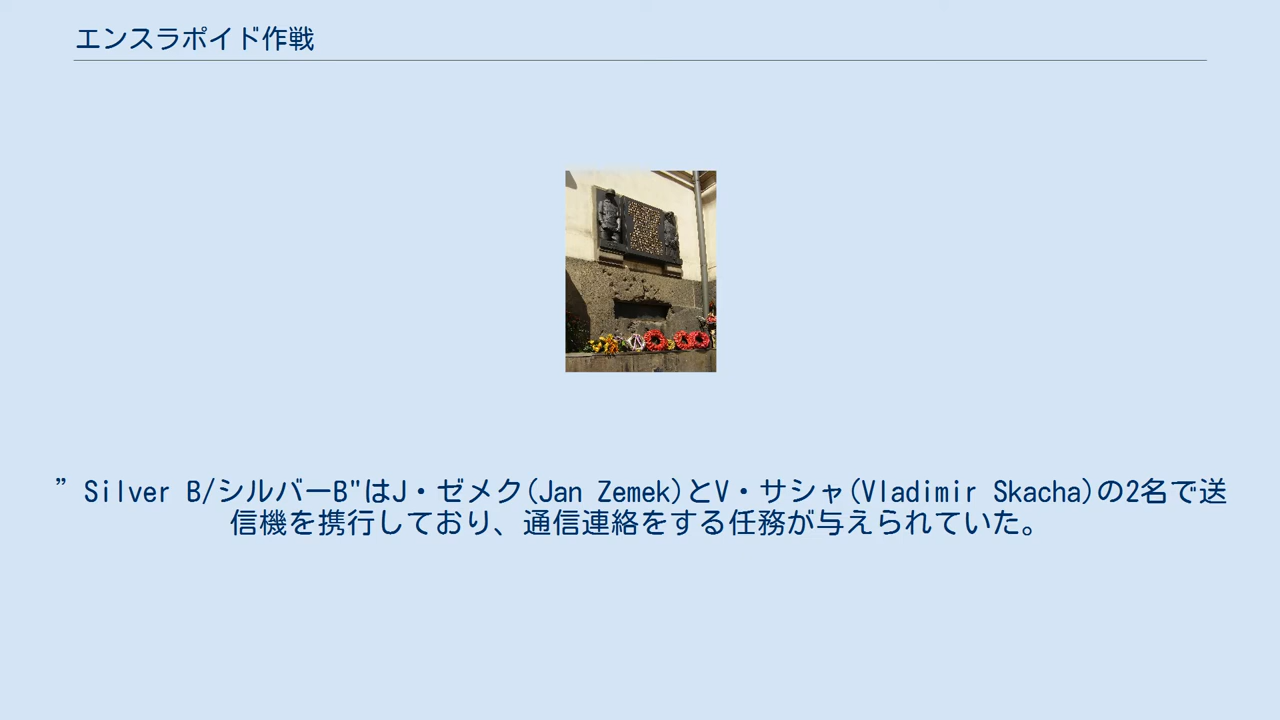 エンスラポイド作戦
”Silver B/シルバーB"はJ・ゼメク(Jan Zemek)とV・サシャ(Vladimir Skacha)の2名で送
信機を携行しており、通信連絡をする任務が与えられていた。